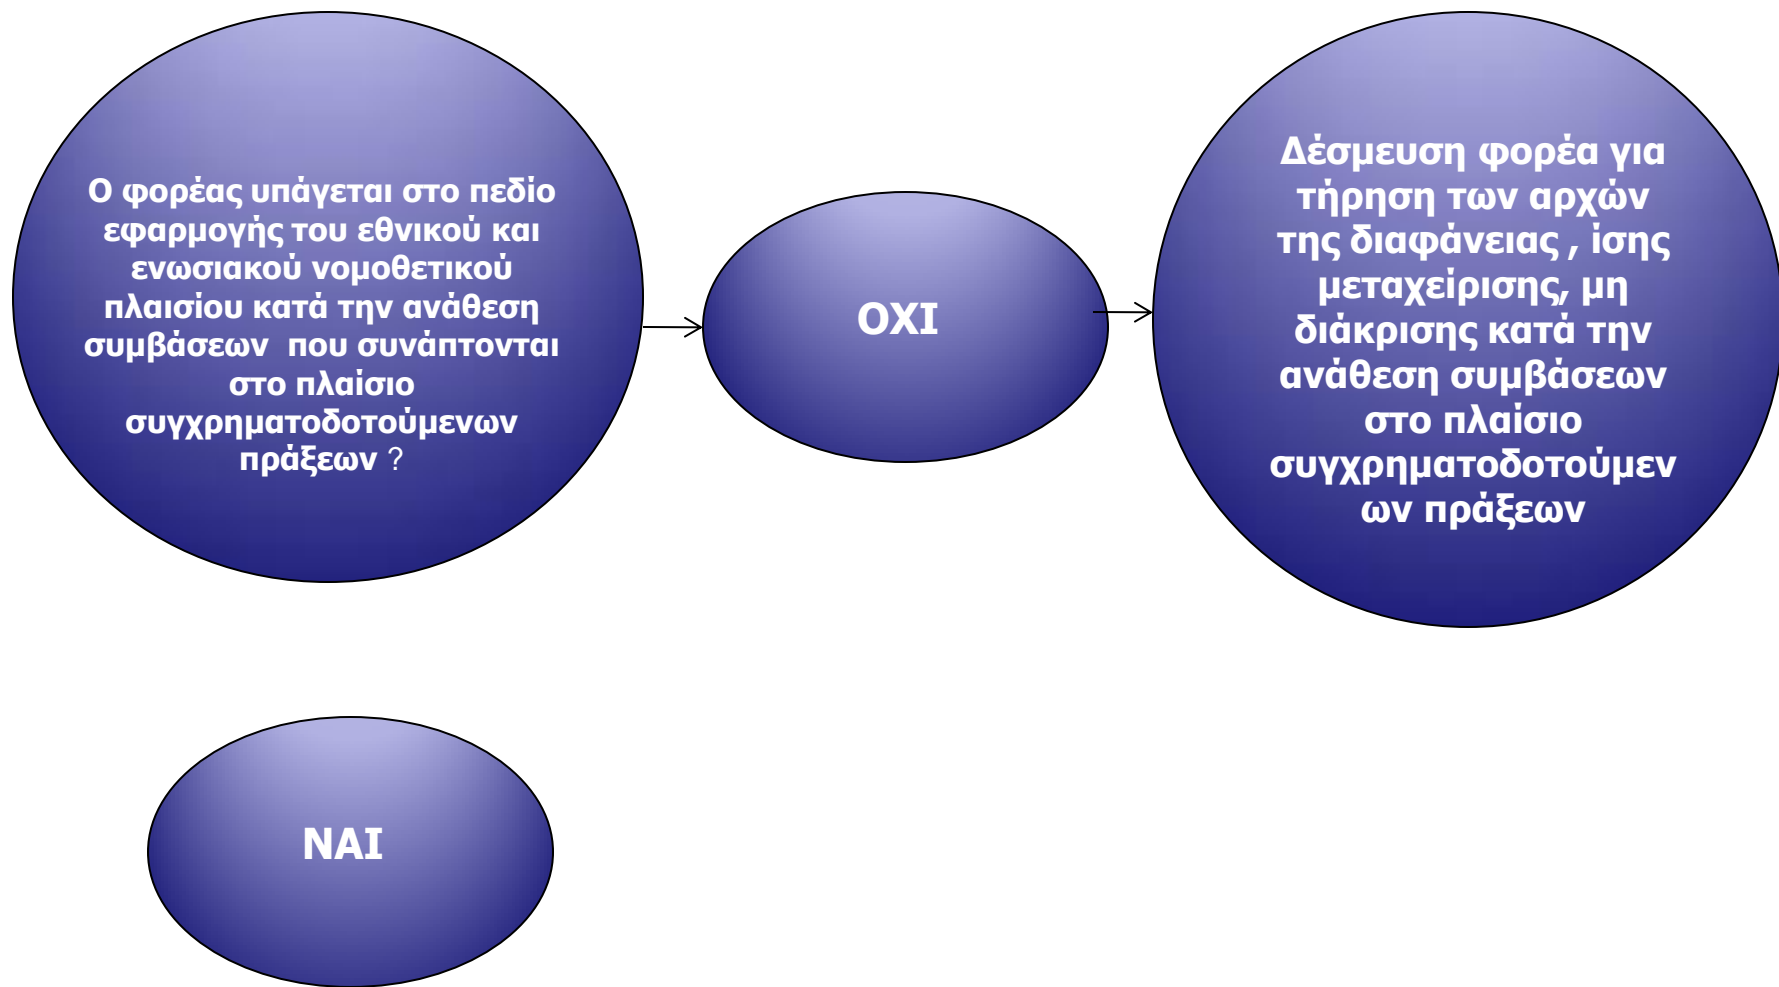 Ο φορέας υπάγεται στο πεδίο
εφαρμογής του εθνικού και
ενωσιακού νομοθετικού
πλαισίου κατά την ανάθεση
συμβάσεων  που συνάπτονται
στο πλαίσιο
συγχρηματοδοτούμενων
πράξεων ?
ΟΧΙ
Δέσμευση φορέα για
τήρηση των αρχών
της διαφάνειας , ίσης
μεταχείρισης, μη
διάκρισης κατά την
ανάθεση συμβάσεων
στο πλαίσιο
συγχρηματοδοτούμεν
ων πράξεων
ΝΑΙ